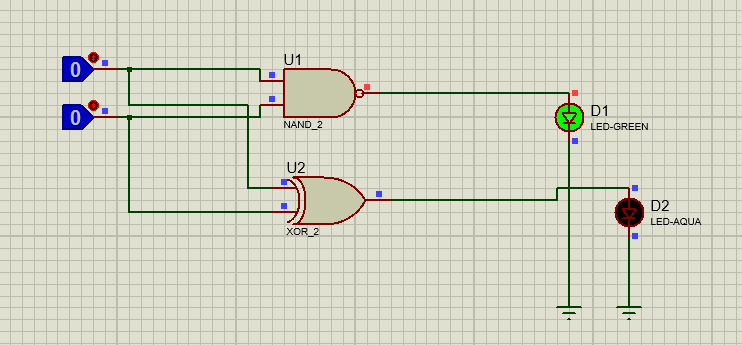 0
0
U1
NAND_2
U2
XOR_2
D1
LED-GREEN
D2
LED-AQUA